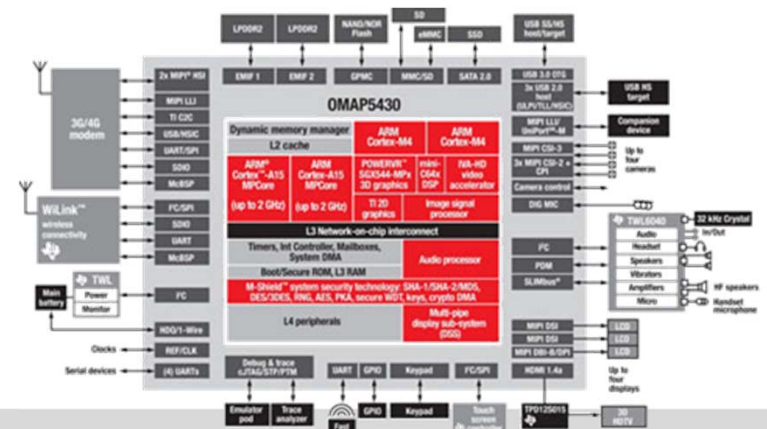 SD
LPDDR2
LPDDR2
NAND/NOR
Flash
eMMC
SSD
USB SS/HS
host/target
EMIF 1
EMIF 2
GPMC
MMC/SD
SATA 2.0
USB 3.0 OTG
3G/4G
modem
2x MIPI® HSI
MIPI LLI
TI C2C
USB/HSIC
UART/SPI
SDIO
McBSP
WiLink™
wireless
connectivity
I²C/SPI
SDIO
UART
McBSP
TWL
Main
battery
Power
Monitor
I²C
HDQ/1-Wire
Clocks
REF/CLK
Serial devices
(4) UARTs
OMAP5430
Dynamic memory manager
L2 cache
ARM
Cortex-M4
ARM
Cortex-M4
ARM®
Cortex™-A15
MPCore
(up to 2 GHz)
ARM
Cortex-A15
MPCore
(up to 2 GHz)
POWERVR™
SGX544-MPx
3D graphics
mini-
C64x
DSP
IVA-HD
video
accelerator
TI 2D
graphics
Image signal
processor
L3 Network-on-chip interconnect
Timers, Int Controller, Mailboxes,
System DMA
Boot/Secure ROM, L3 RAM
Audio processor
M-Shield™ system security technology: SHA-1/SHA-2/MD5,
DES/3DES, RNG, AES, PKA, secure WDT, keys, crypto DMA
L4 peripherals
Multi-pipe
display sub-system
(DSS)
3x USB 2.0
host
(ULPI/TLL/HSIC)
USB HS
target
MIPI LLI/
UniPort™-M
Companion
device
MIPI CSI-3
3x MIPI CSI-2 +
CPI
Up to
four
cameras
Camera control
DIG MIC
I²C
PDM
SLIMbus®
TWL6040
32 kHz Crystal
Audio
In/Out
Headset
Speakers
Vibrators
Amplifiers
HF speakers
Micro
Handset
microphone
MIPI DSI
LCD
MIPI DSI
LCD
MIPI DBI-B/DPI
LCD
HDMI 1.4a
Up to
four
displays
TPD12S015
3D
HDTV
Debug & trace
cJTAG/STP/PTM
UART
GPIO
Keypad
I²C/SPI
Emulator
pod
Trace
analyzer
Fast
GPIO
Keypad
Touch
screen
controller